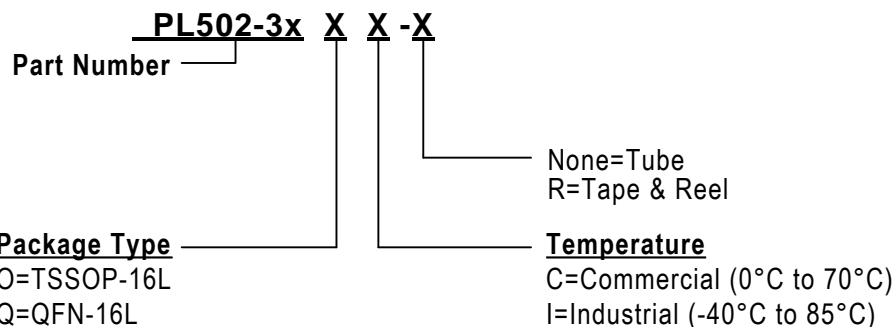 PL502-3x X X -X
Part Number
None=Tube
R=Tape & Reel
Package Type
O=TSSOP-16L
Q=QFN-16L
Temperature
C=Commercial (0°C to 70°C)
I=Industrial (-40°C to 85°C)